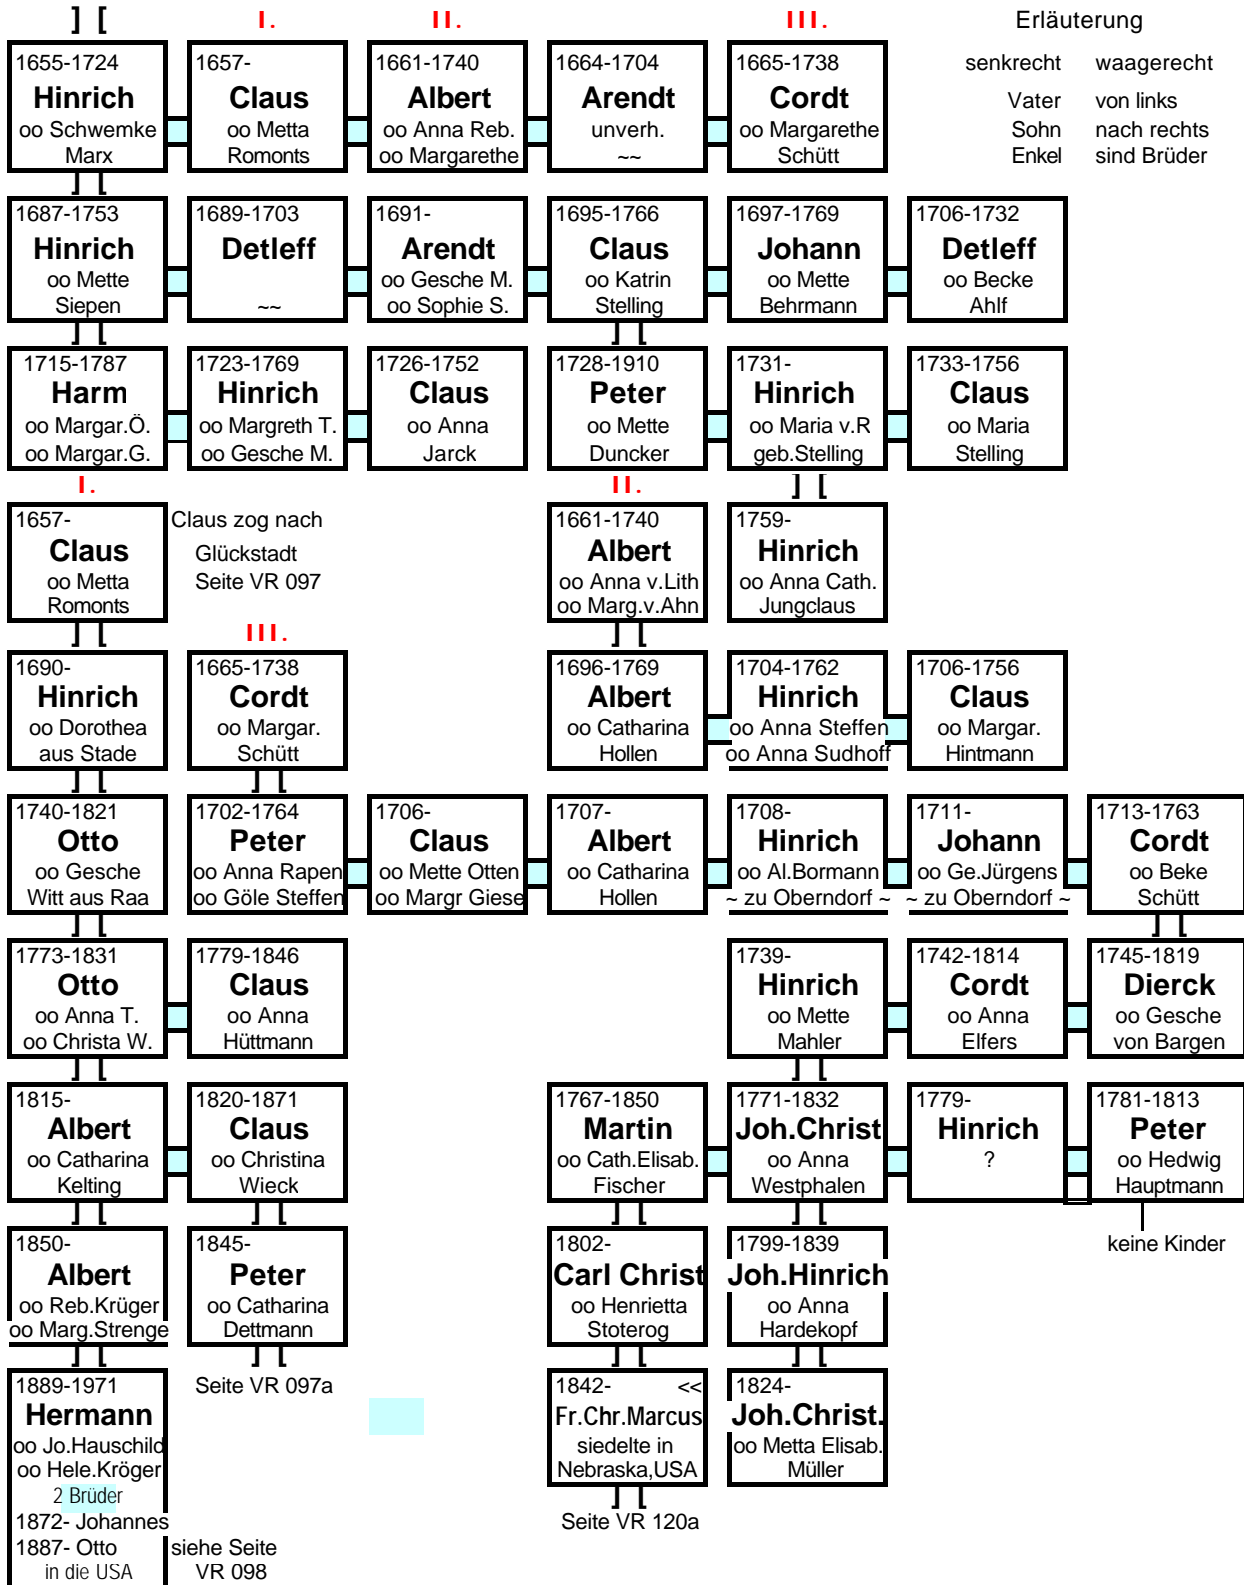 ] [
I.
II.
III.
Erläuterung
senkrecht waagerecht
Vater von links
Sohn nach rechts
Enkel sind Brüder
1655-1724
Hinrich
oo Schwemke
Marx
1657-
Claus
oo Metta
Romonts
1661-1740
Albert
oo Anna Reb.
oo Margarethe
1664-1704
Arendt
unverh.
~~
1665-1738
Cordt
oo Margarethe
Schütt
] [
1687-1753
Hinrich
oo Mette
Siepen
1689-1703
Detleff
~~
1691-
Arendt
oo Gesche M.
oo Sophie S.
1695-1766
Claus
oo Katrin
Stelling
1697-1769
Johann
oo Mette
Behrmann
1706-1732
Detleff
oo Becke
Ahlf
] [
] [
1715-1787
Harm
oo Margar.Ö.
oo Margar.G.
1723-1769
Hinrich
oo Margreth T.
oo Gesche M.
1726-1752
Claus
oo Anna
Jarck
1728-1910
Peter
oo Mette
Duncker
1731-
Hinrich
oo Maria v.R
geb.Stelling
1733-1756
Claus
oo Maria
Stelling
I.
II.
] [
1657-
Claus
oo Metta
Romonts
Claus zog nach
Glückstadt
Seite VR 097
1661-1740
Albert
oo Anna v.Lith
oo Marg.v.Ahn
1759-
Hinrich
oo Anna Cath.
Jungclaus
] [
III.
] [
1690-
Hinrich
oo Dorothea
aus Stade
1665-1738
Cordt
oo Margar.
Schütt
1696-1769
Albert
oo Catharina
Hollen
1704-1762
Hinrich
oo Anna Steffen
oo Anna Sudhoff
1706-1756
Claus
oo Margar.
Hintmann
] [
] [
1740-1821
Otto
oo Gesche
Witt aus Raa
1702-1764
Peter
oo Anna Rapen
oo Göle Steffen
1706-
Claus
oo Mette Otten
oo Margr Giese
1707-
Albert
oo Catharina
Hollen
1708-
Hinrich
oo Al.Bormann
~ zu Oberndorf ~
1711-
Johann
oo Ge.Jürgens
~ zu Oberndorf ~
1713-1763
Cordt
oo Beke
Schütt
] [
] [
1773-1831
Otto
oo Anna T.
oo Christa W.
1779-1846
Claus
oo Anna
Hüttmann
1739-
Hinrich
oo Mette
Mahler
1742-1814
Cordt
oo Anna
Elfers
1745-1819
Dierck
oo Gesche
von Bargen
] [
] [
1815-
Albert
oo Catharina
Kelting
1820-1871
Claus
oo Christina
Wieck
1767-1850
Martin
oo Cath.Elisab.
Fischer
1771-1832
Joh.Christ
oo Anna
Westphalen
1779-
Hinrich
?
1781-1813
Peter
oo Hedwig
Hauptmann
] [
] [
] [
] [
keine Kinder
1850-
Albert
oo Reb.Krüger
oo Marg.Strenge
1845-
Peter
oo Catharina
Dettmann
1802-
Carl Christ
oo Henrietta
Stoterog
1799-1839
Joh.Hinrich
oo Anna
Hardekopf
] [
] [
] [
] [
1889-1971
Hermann
oo Jo.Hauschild
oo Hele.Kröger
2 Brüder
1872- Johannes
1887- Otto
in die USA
Seite VR 097a
siehe Seite
VR 098
1842- <<
Fr.Chr.Marcus
siedelte in
Nebraska,USA
] [
Seite VR 120a
1824-
Joh.Christ.
oo Metta Elisab.
Müller